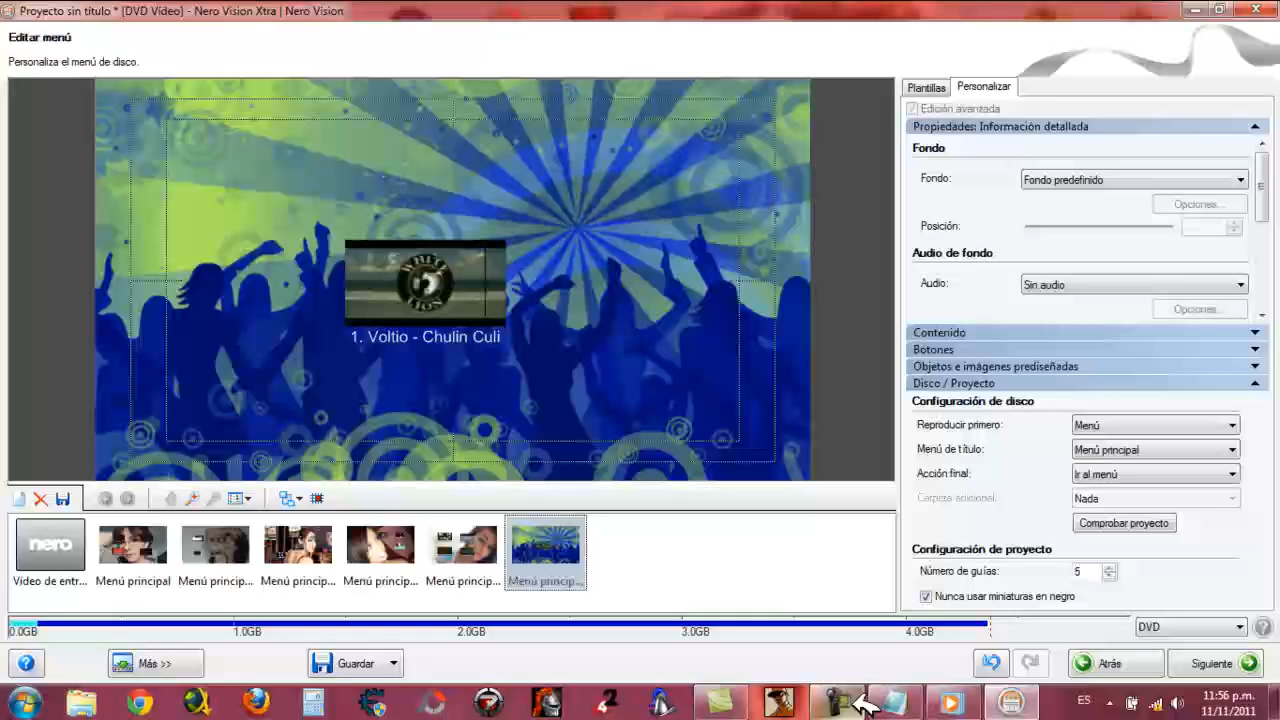 Proyecto sin título * [DVD Vídeo] - Nero Vision Xtra | Nero Vision
Editar menú
Personaliza el menú de disco.
Plantillas
Personalizar
Edición avanzada
Propiedades: Información detallada
Fondo
Fondo:
Fondo predefinido
Opciones...
Posición:
Audio de fondo
Audio:
Sin audio
Opciones...
Contenido
Botones
Objetos e imágenes prediseñadas
Disco / Proyecto
Configuración de disco
Reproducir primero:
Menú
Menú de título:
Menú principal
Acción final:
Ir al menú
Carpeta adicional:
Nada
Comprobar proyecto
Configuración de proyecto
Número de guías:
5
Nunca usar miniaturas en negro
WHITE
LION
1. Voltio - Chulin Culi
nero
Vídeo de entr...
Menú principal
Menú princip...
Menú princip...
Menú princip...
Menú princip...
Menú princip...
0.0GB
1.0GB
2.0GB
3.0GB
4.0GB
DVD
Más >>
Guardar
Atrás
Siguiente
ES
11:56 p.m.
11/11/2011